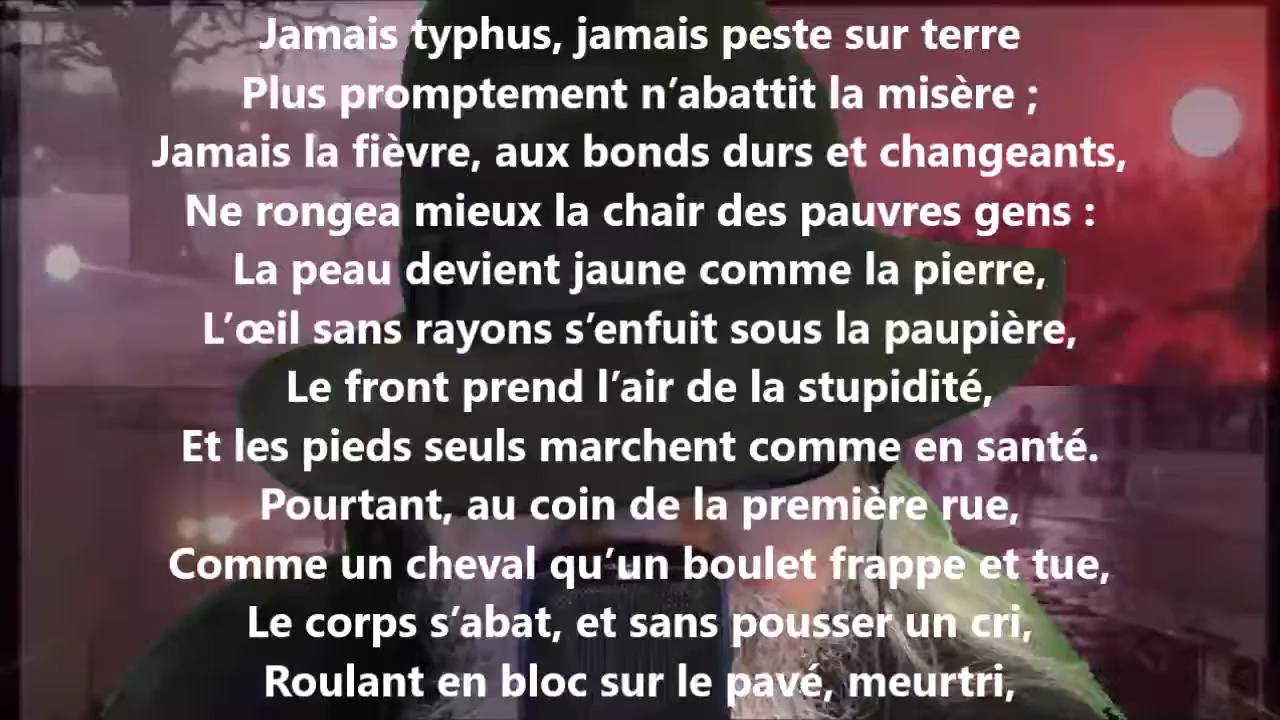 Jamais typhus, jamais peste sur terre
Plus promptement n’abattit la misère ;
Jamais la fièvre, aux bonds durs et changeants,
Ne rongea mieux la chair des pauvres gens :
La peau devient jaune comme la pierre,
L’œil sans rayons s’enfuit sous la paupière,
Le front prend l’air de la stupidité,
Et les pieds seuls marchent comme en santé.
Pourtant, au coin de la première rue,
Comme un cheval qu’un boulet frappe et tue,
Le corps s’abat, et sans pousser un cri,
Roulant en bloc sur le pavé, meurtri,